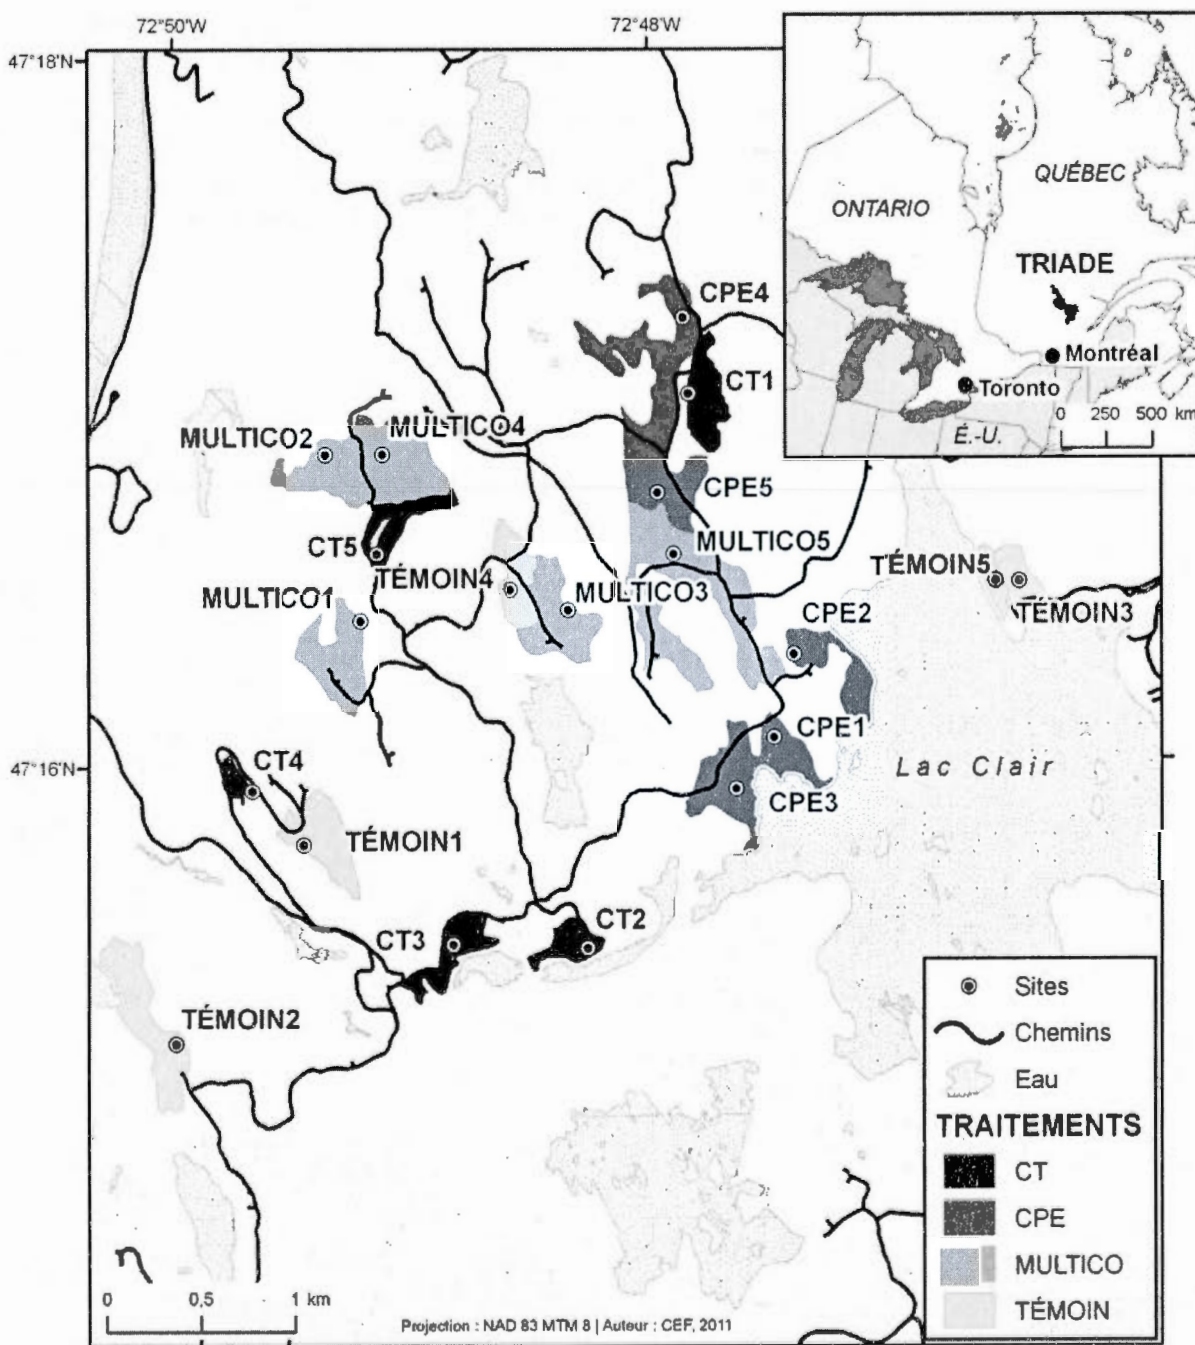 72°50'W
72°48'W
47°18'N
QUÉBEC
ONTARIO
TRIADE
Montréal
Toronto
0 250 500 km
É.-U.
CPE4
CT1
MULTICO2
MULTICO4
CPE5
CT5
MULTICO5
TÉMOIN5
TÉMOIN4
MULTICO1
MULTICO3
TÉMOIN3
CPE2
CPE1
47°16'N
CT4
Lac Clair
CPE3
TÉMOIN1
CT3
CT2
TÉMOIN2
Sites
Chemins
Eau
TRAITEMENTS
CT
CPE
MULTICO
TÉMOIN
0 0,5 1 km
Projection : NAD 83 MTM 8 | Auteur : CEF, 2011